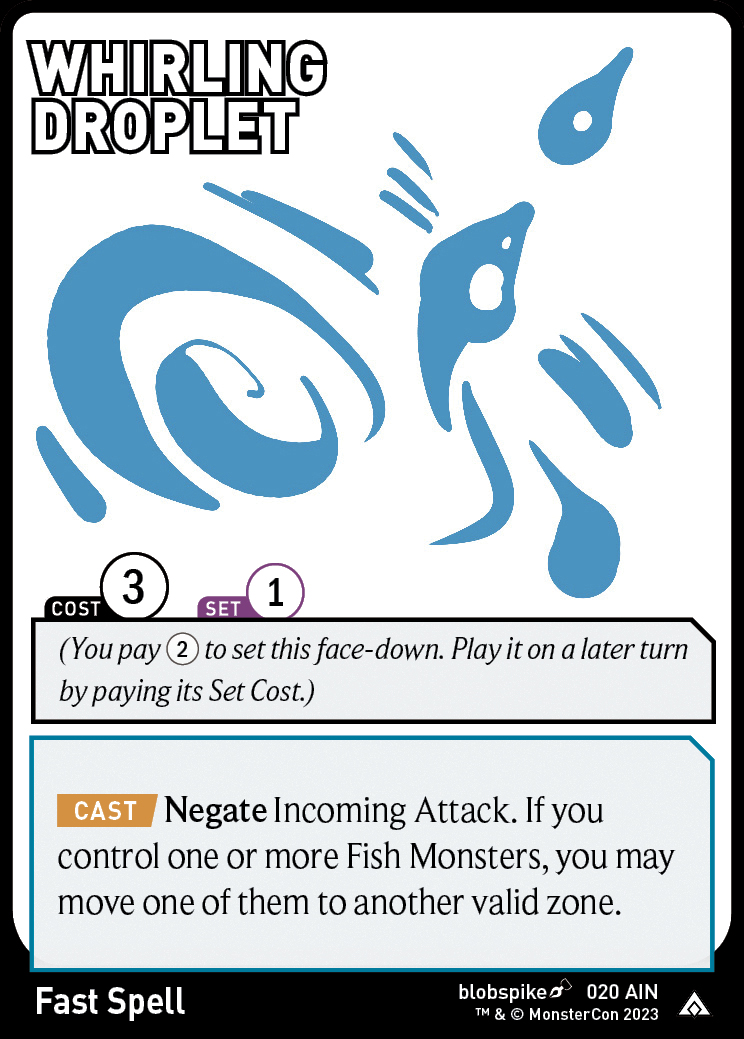 WHIRLING
DROPLET
COST 3 SET 1
(You pay 2 to set this face-down. Play it on a later turn
by paying its Set Cost.)
CAST Negate Incoming Attack. If you
control one or more Fish Monsters, you may
move one of them to another valid zone.
Fast Spell
blobspike 020 AIN
™ & © MonsterCon 2023